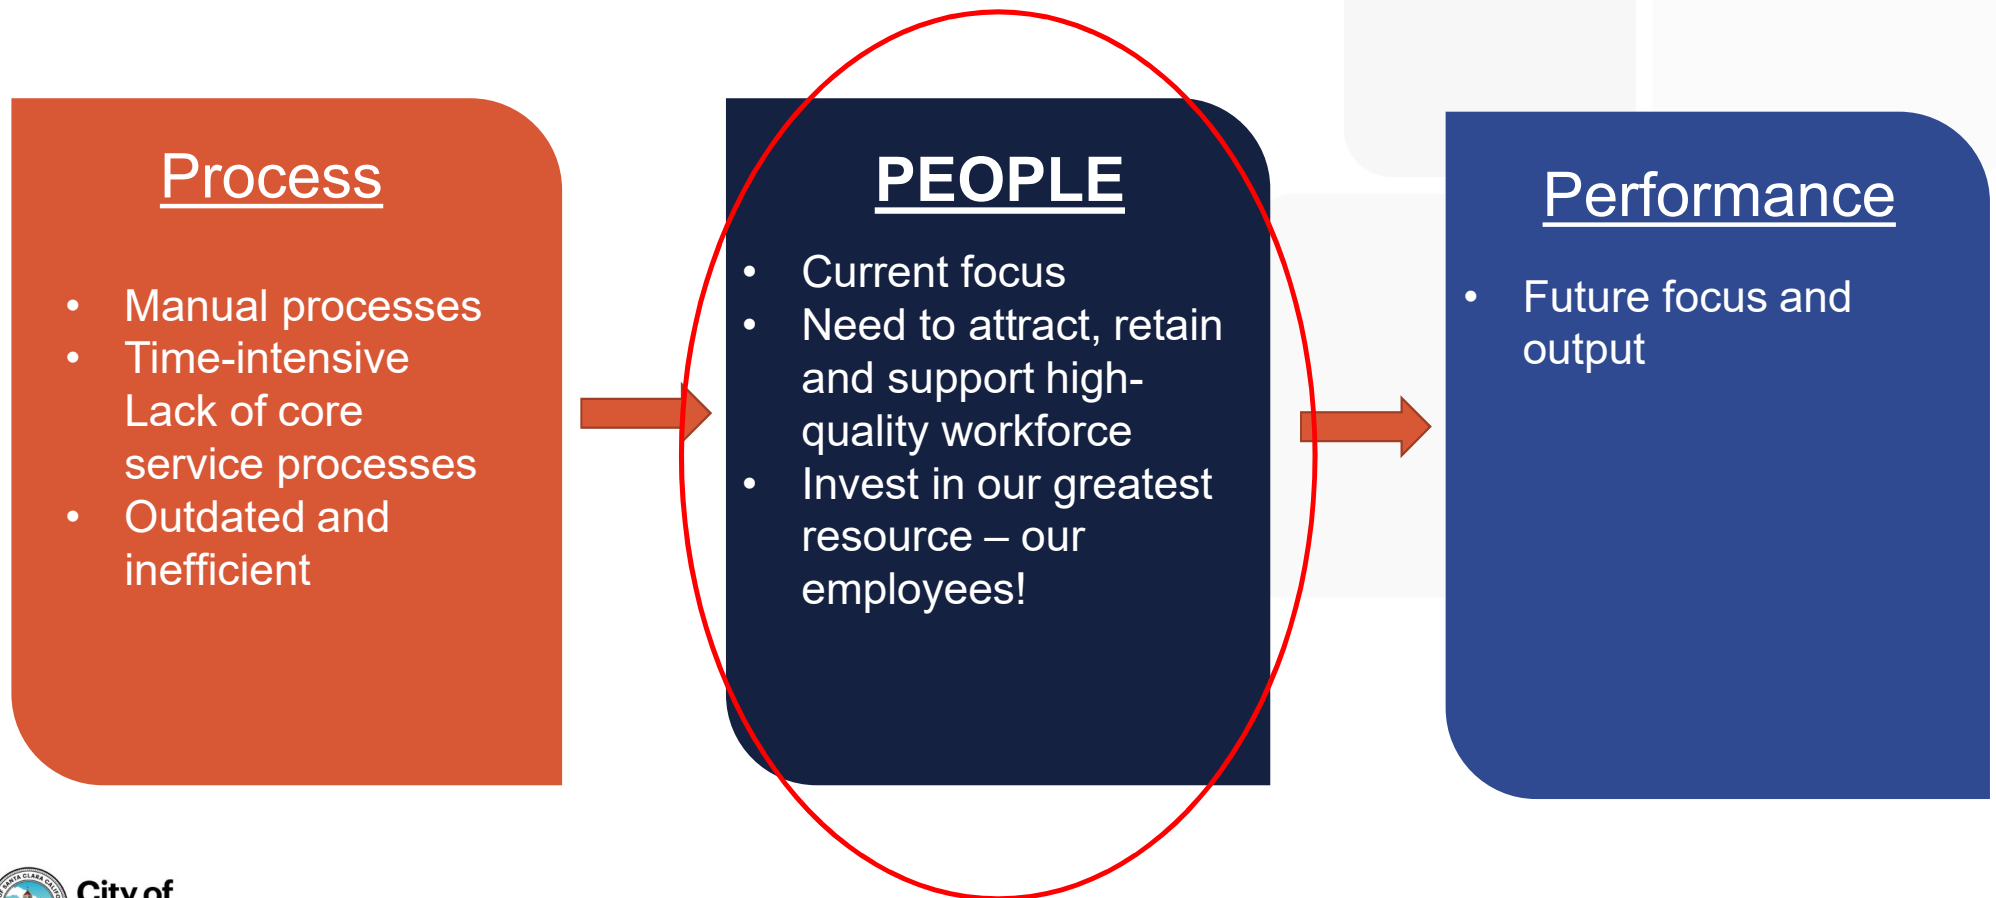 Process
• Manual processes
• Time-intensive
Lack of core
service processes
• Outdated and
inefficient
PEOPLE
• Current focus
• Need to attract, retain
and support high-
quality workforce
• Invest in our greatest
resource – our
employees!
Performance
• Future focus and
output
City of